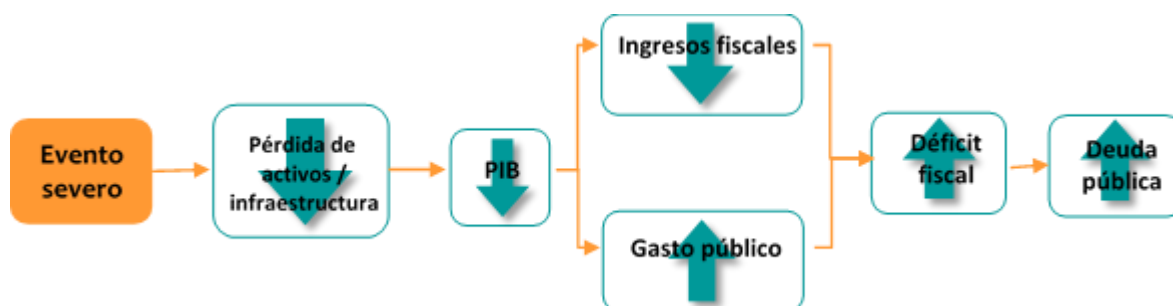 Evento
severo
Pérdida de
activos /
infraestructura
PIB
Ingresos fiscales
Gasto público
Déficit
fiscal
Deuda
pública